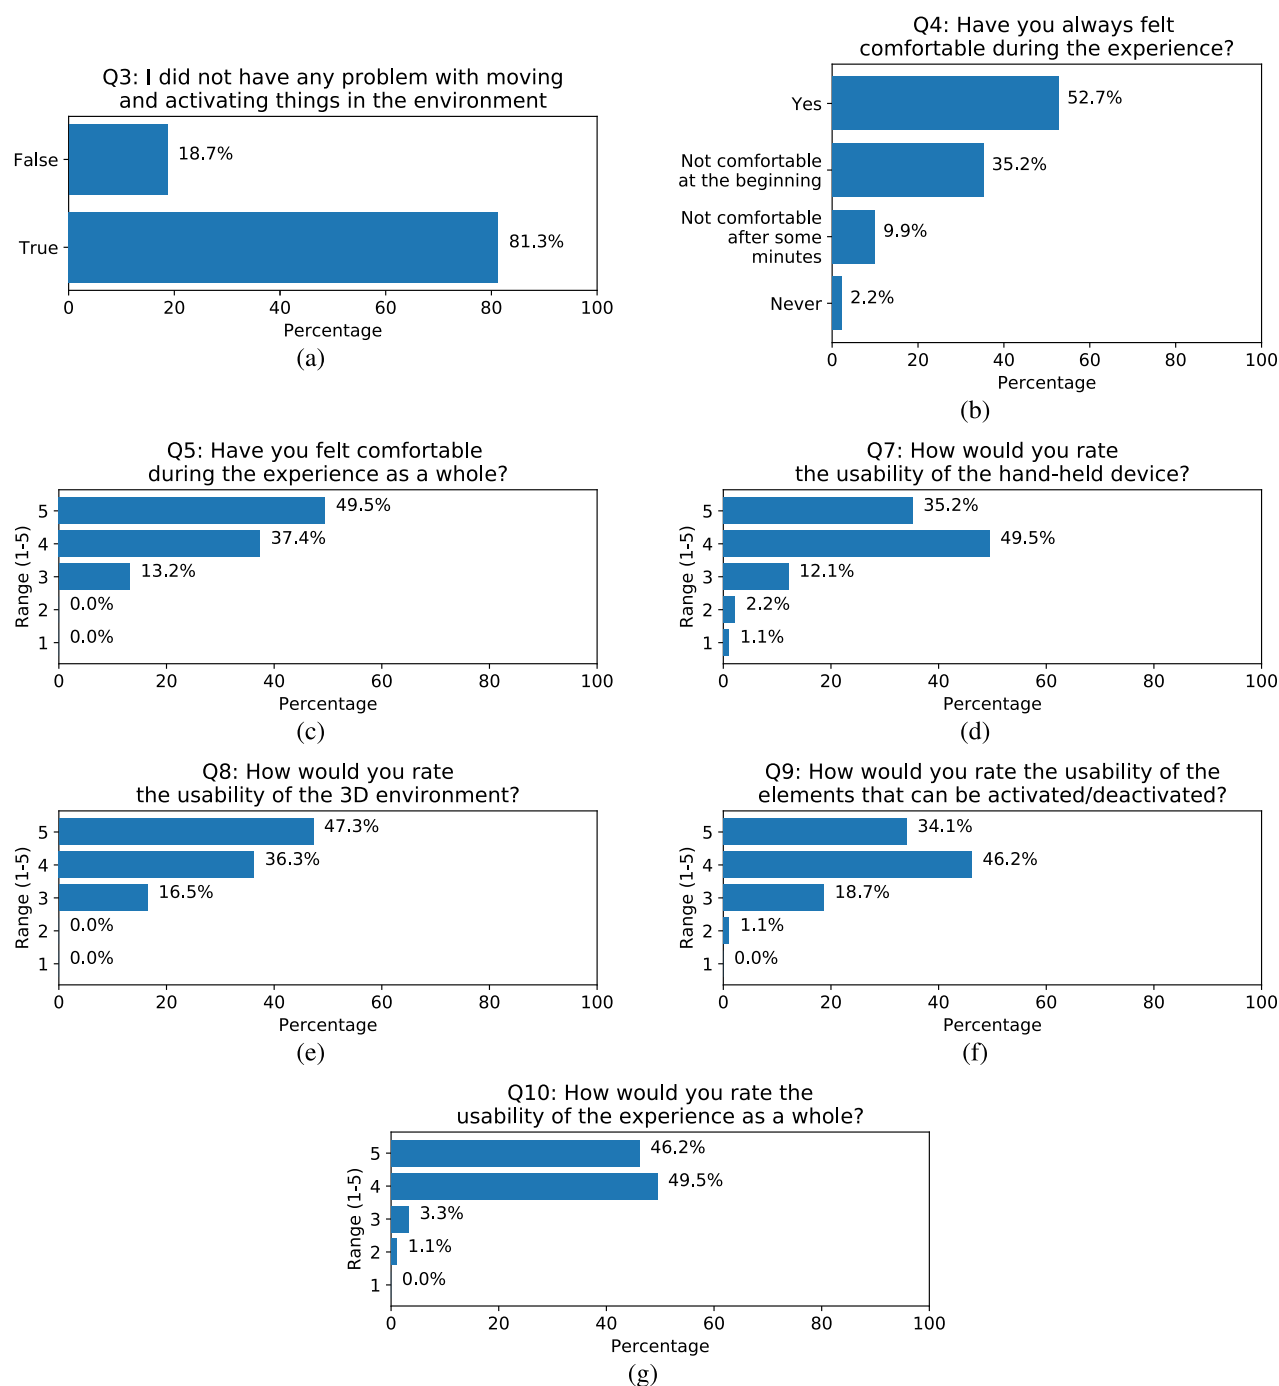 Q3: I did not have any problem with moving
and activating things in the environment
False
18.7%
True
81.3%
0 20 40 60 80 100
Percentage
(a)
Q4: Have you always felt
comfortable during the experience?
Yes
52.7%
Not comfortable
at the beginning
35.2%
Not comfortable
after some
minutes
9.9%
Never
2.2%
0 20 40 60 80 100
Percentage
(b)
Q5: Have you felt comfortable
during the experience as a whole?
Range (1-5)
5 49.5%
4 37.4%
3 13.2%
2 0.0%
1 0.0%
0 20 40 60 80 100
Percentage
(c)
Q7: How would you rate
the usability of the hand-held device?
Range (1-5)
5 35.2%
4 49.5%
3 12.1%
2 2.2%
1 1.1%
0 20 40 60 80 100
Percentage
(d)
Q8: How would you rate
the usability of the 3D environment?
Range (1-5)
5 47.3%
4 36.3%
3 16.5%
2 0.0%
1 0.0%
0 20 40 60 80 100
Percentage
(e)
Q9: How would you rate the usability of the
elements that can be activated/deactivated?
Range (1-5)
5 34.1%
4 46.2%
3 18.7%
2 1.1%
1 0.0%
0 20 40 60 80 100
Percentage
(f)
Q10: How would you rate the
usability of the experience as a whole?
Range (1-5)
5 46.2%
4 49.5%
3 3.3%
2 1.1%
1 0.0%
0 20 40 60 80 100
Percentage
(g)